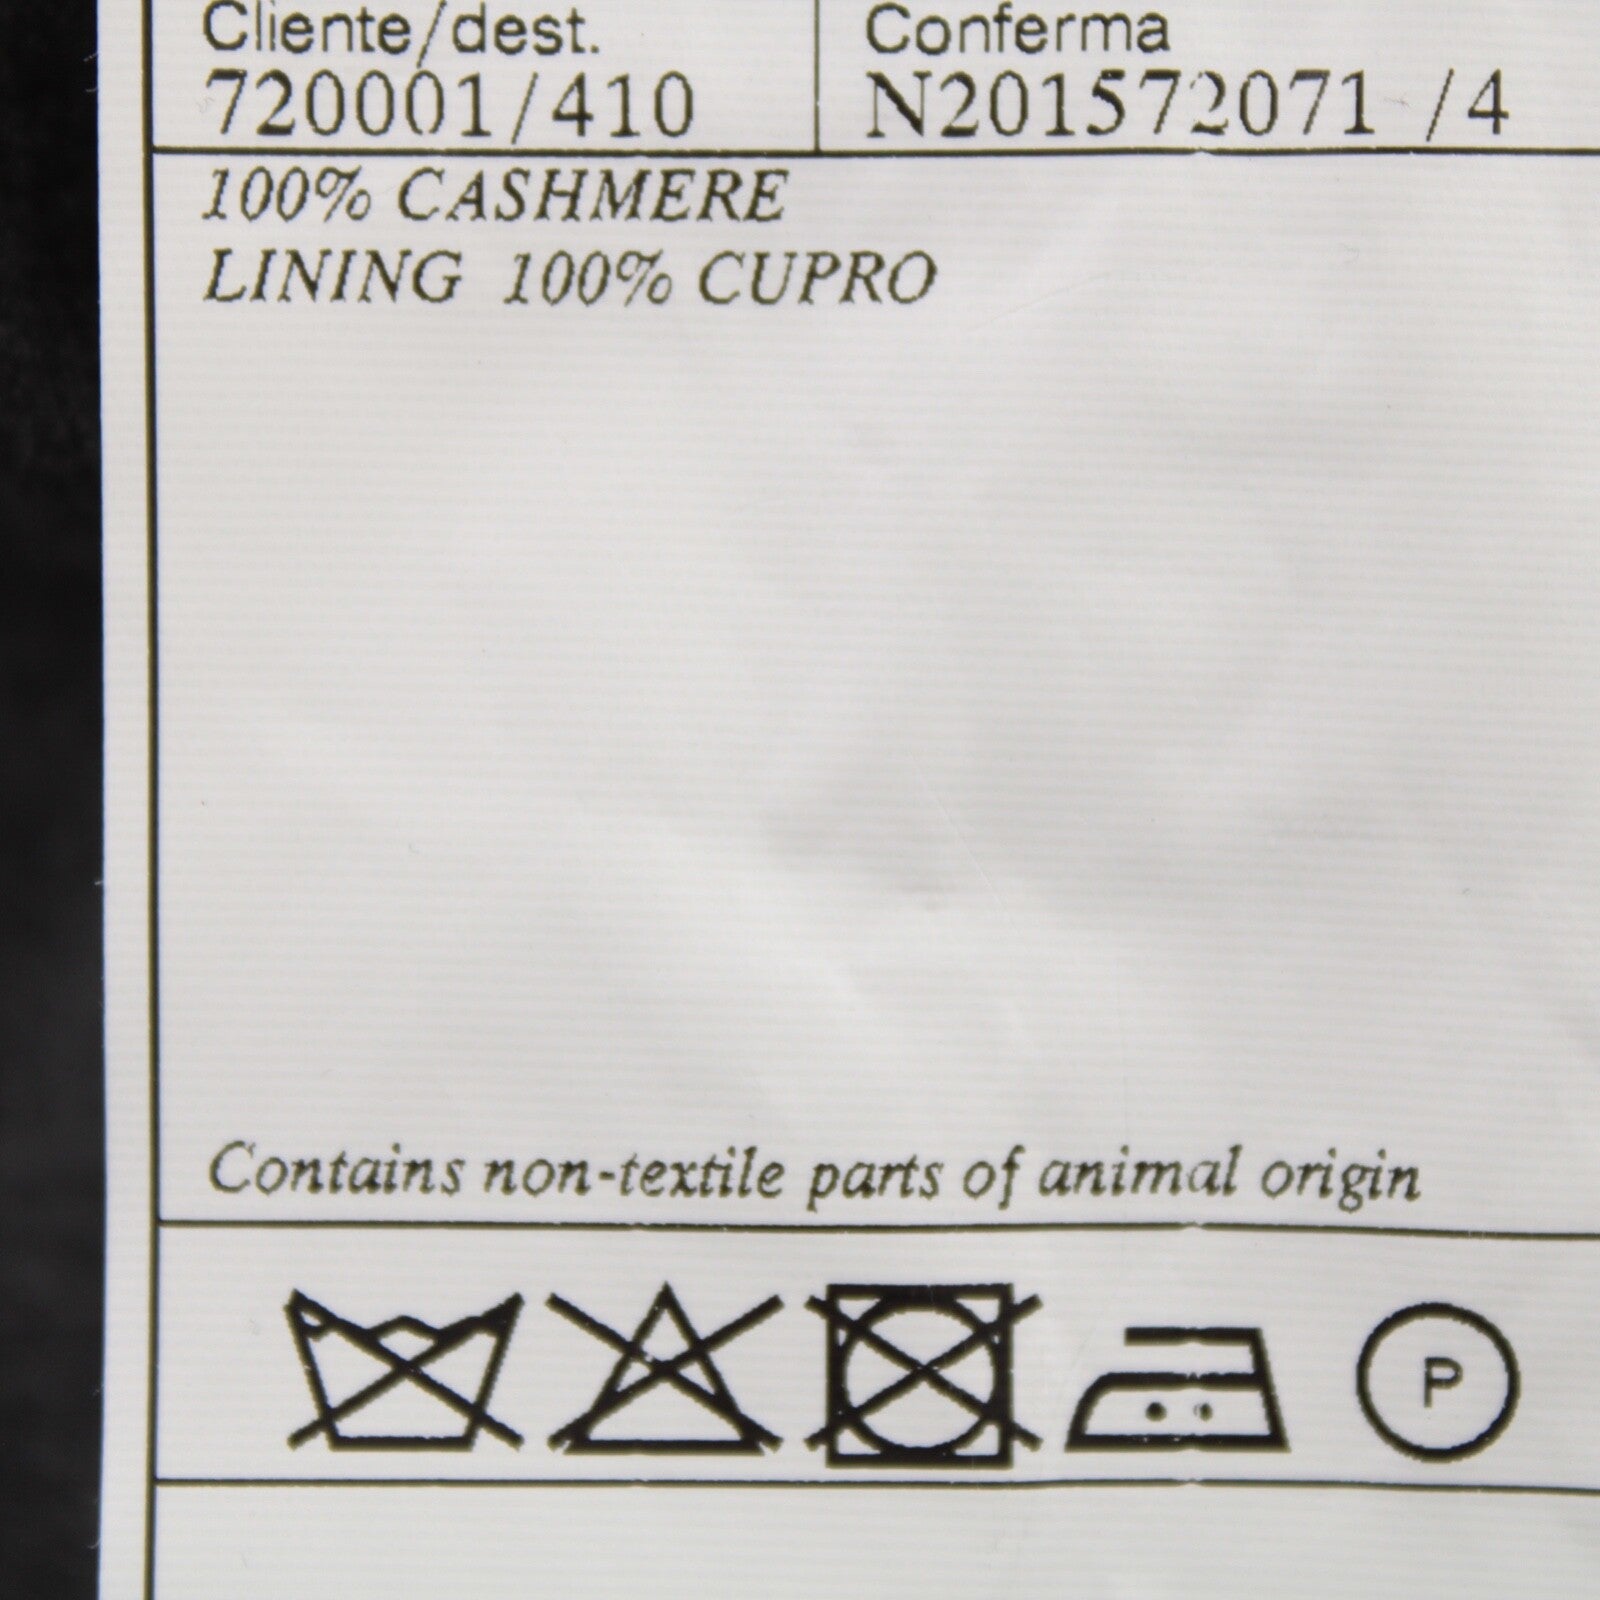 Cliente/dest.
720001/410
Conferma
N201572071 /4
100% CASHMERE
LINING 100% CUPRO
Contains non-textile parts of animal origin
P